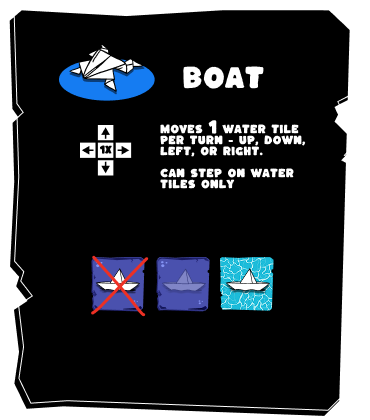 BOAT
MOVES 1 WATER TILE
PER TURN - UP, DOWN,
LEFT, OR RIGHT.
1X
CAN STEP ON WATER
TILES ONLY